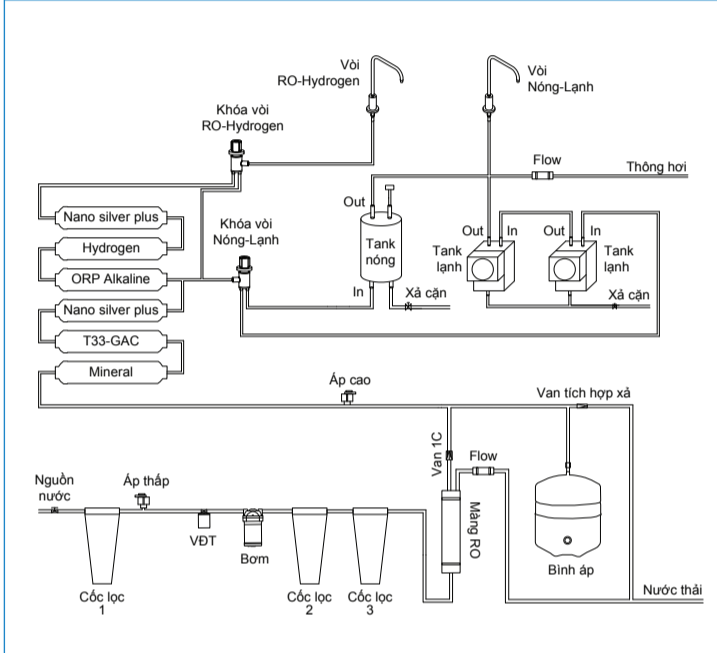 Vòi
RO-Hydrogen
Vòi
Nóng-Lạnh
Khóa vòi
RO-Hydrogen
Flow
Thông hơi
Out
Nano silver plus
Khóa vòi
Nóng-Lạnh
Hydrogen
Tank
nóng
Out
In
Out
In
Tank
lạnh
Tank
lạnh
ORP Alkaline
In
Xả cặn
Xả cặn
Nano silver plus
T33-GAC
Mineral
Áp cao
Van tích hợp xả
Van 1C
Flow
Nguồn
nước
Áp thấp
Màng RO
VĐT
Bơm
Bình áp
Nước thải
Cốc lọc
1
Cốc lọc
2
Cốc lọc
3